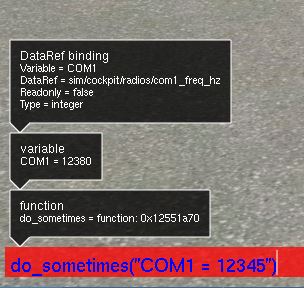 DataRef binding
Variable = COM1
DataRef = sim/cockpit/radios/com1_freq_hz
Readonly = false
Type = integer
variable
COM1 = 12380
function
do_sometimes = function: 0x12551a70
do_sometimes("COM1 = 12345")